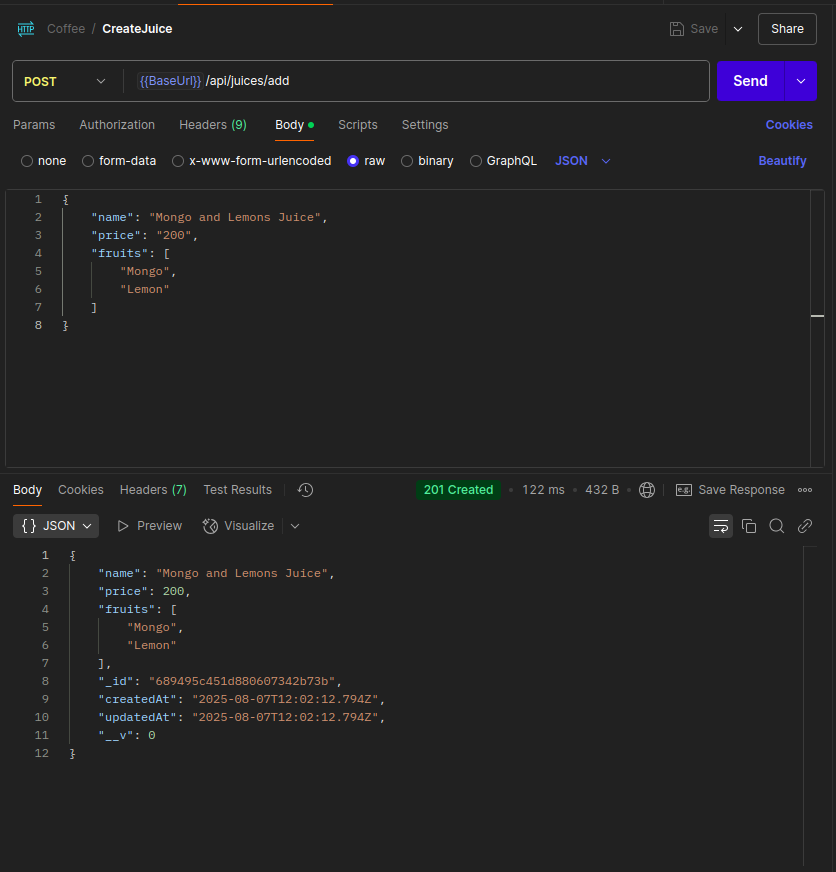 HTTP Coffee / CreateJuice Save Share
POST {{BaseUrl}} /api/juices/add Send
Params Authorization Headers (9) Body Scripts Settings Cookies
none form-data x-www-form-urlencoded raw binary GraphQL JSON Beautify
1 {
2 "name": "Mongo and Lemons Juice",
3 "price": "200",
4 "fruits": [
5 "Mongo",
6 "Lemon"
7 ]
8 }
Body Cookies Headers (7) Test Results 201 Created 122 ms 432 B e.g. Save Response
{} JSON Preview Visualize
1 {
2 "name": "Mongo and Lemons Juice",
3 "price": 200,
4 "fruits": [
5 "Mongo",
6 "Lemon"
7 ],
8 "_id": "689495c451d880607342b73b",
9 "createdAt": "2025-08-07T12:02:12.794Z",
10 "updatedAt": "2025-08-07T12:02:12.794Z",
11 "__v": 0
12 }